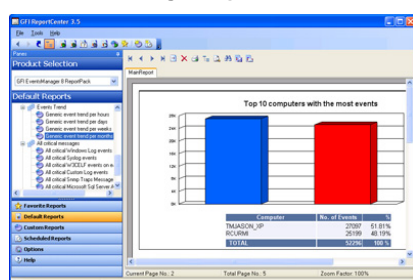 GFI ReportCenter 3.5
File Tools Help
Panes
Product Selection
GFI EventsManager 8 ReportPack
Default Reports
Events Trend
Generic event trend per hours
Generic event trend per days
Generic event trend per weeks
Generic event trend per months
All critical messages
All critical Windows Log events
All critical Syslog events
All critical W3CELF events on e
All critical Custom Log events
All critical Snmp Traps Messag
All critical Microsoft Sql Server A
Favorite Reports
Default Reports
Custom Reports
Scheduled Reports
Options
Help
MainReport
Top 10 computers with the most events
Computer No. of Events %
TMJASON_XP 27097 51.81%
RCURMI 25199 48.19%
TOTAL 52296 100 %
Current Page No.: 2 Total Page No.: 5 Zoom Factor: 100%